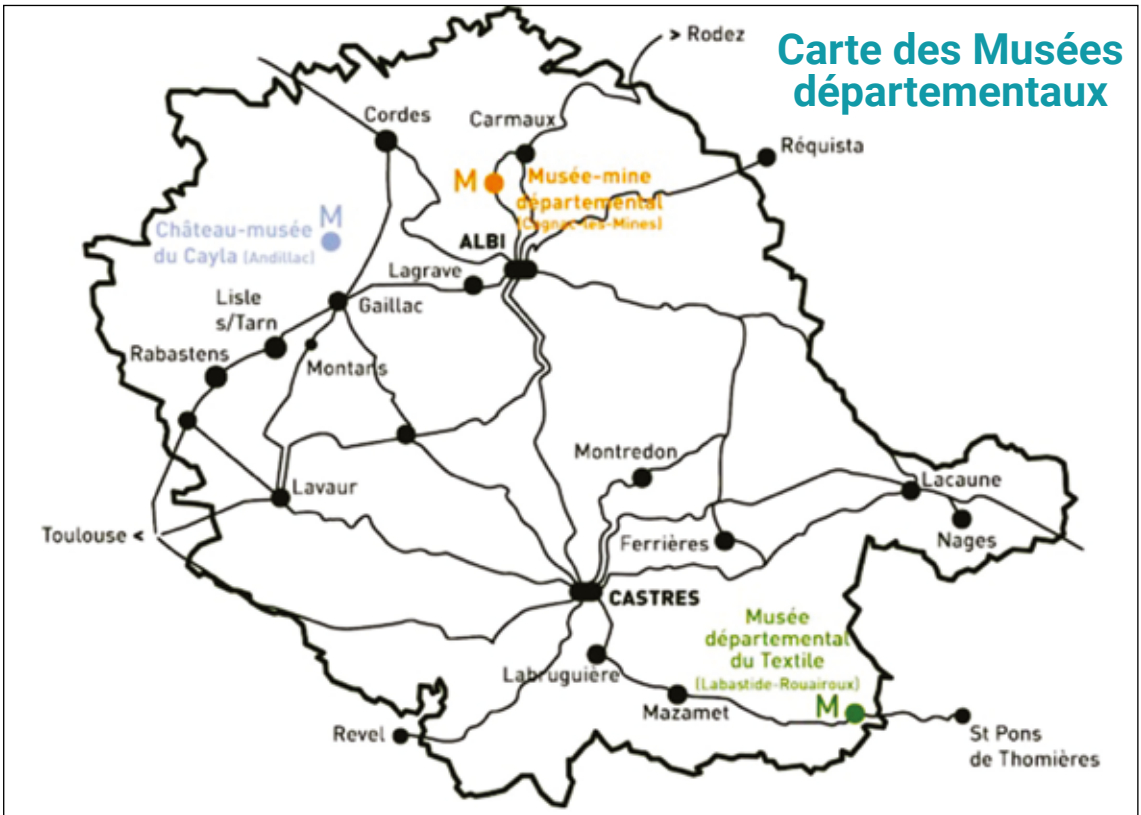 > Rodez
Carte des Musées
départementaux
Cordes
Carmaux
Réquista
M
Musée-mine
départemental
(Cagnac-les-Mines)
M
Château-musée
du Cayla (Andillac)
ALBI
Lagrave
Gaillac
Lisle
s/Tarn
Rabastens
Montans
Montredon
Lavaur
Lacaune
Toulouse <
Ferrières
Nages
CASTRES
Musée
départemental
du Textile
(Labastide-Rouairoux)
M
Labruguière
Mazamet
Revel
St Pons
de Thomières